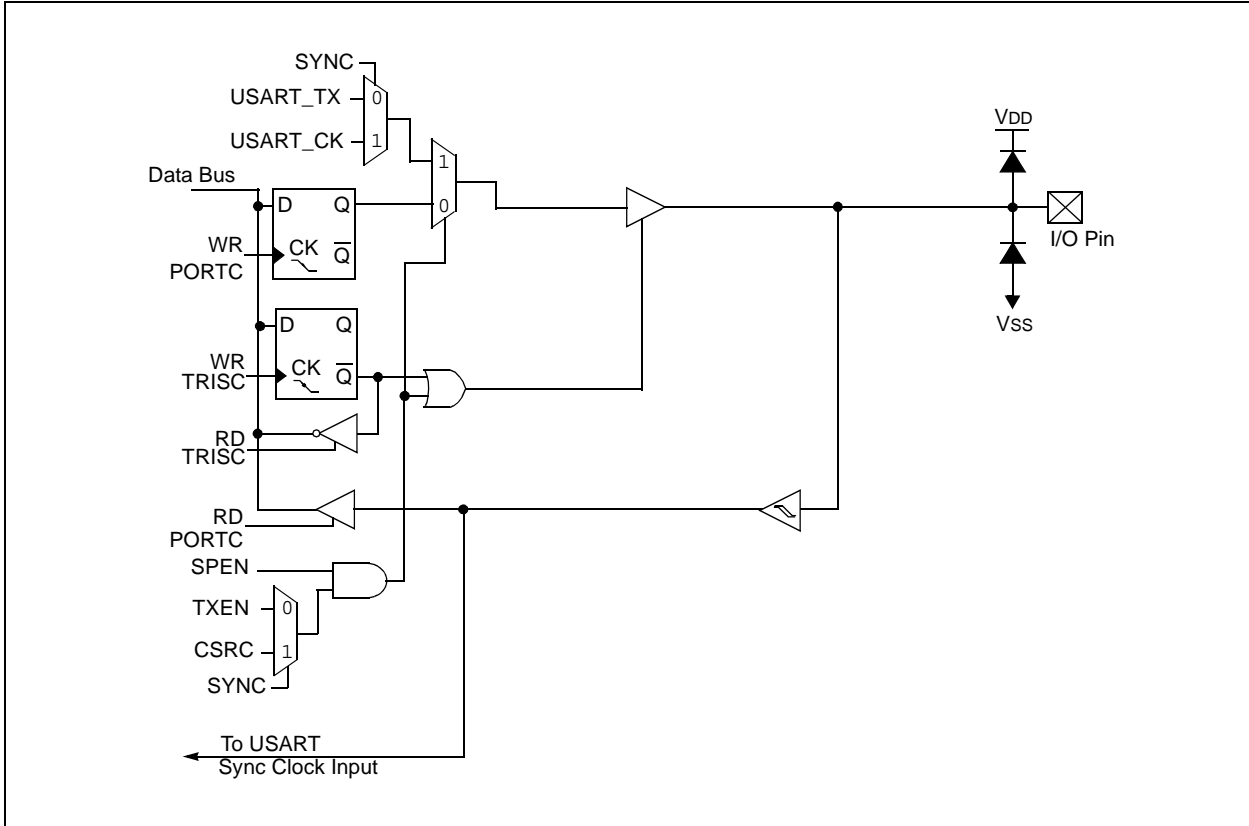 SYNC
USART_TX
0
USART_CK
1
1
0
VDD
I/O Pin
VSS
Data Bus
D Q
WR
PORTC
CK Q
D Q
WR
TRISC
CK Q
RD
TRISC
RD
PORTC
SPEN
TXEN
0
CSRC
1
SYNC
To USART
Sync Clock Input